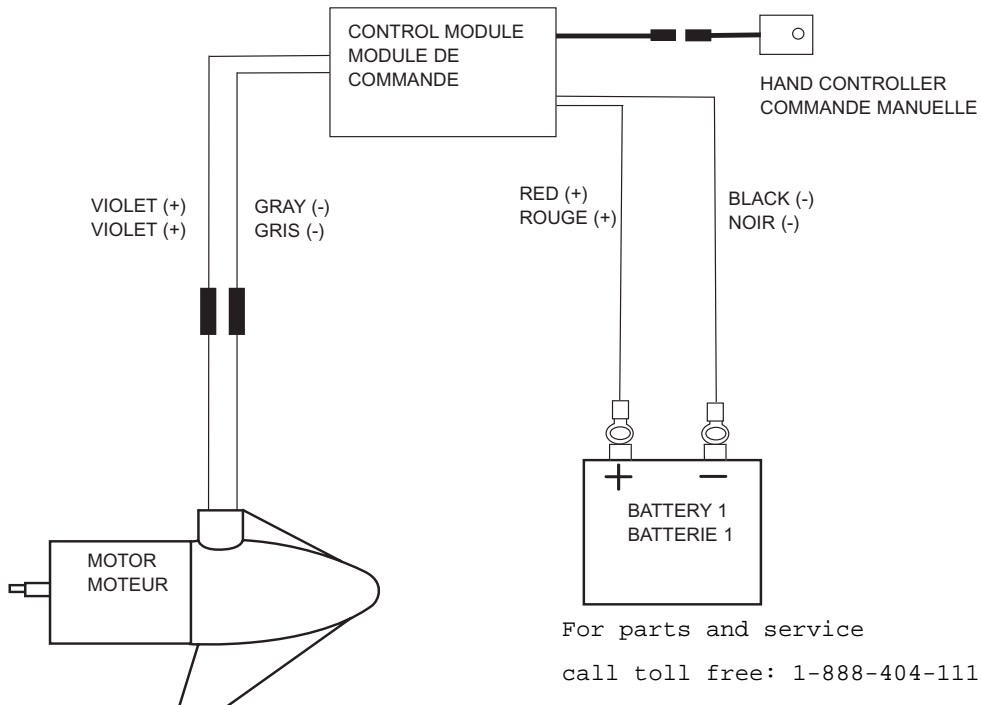 CONTROL MODULE
MODULE DE
COMMANDE
HAND CONTROLLER
COMMANDE MANUELLE
VIOLET (+)
VIOLET (+)
GRAY (-)
GRIS (-)
RED (+)
ROUGE (+)
BLACK (-)
NOIR (-)
+
−
BATTERY 1
BATTERIE 1
MOTOR
MOTEUR
For parts and service
call toll free: 1-888-404-111